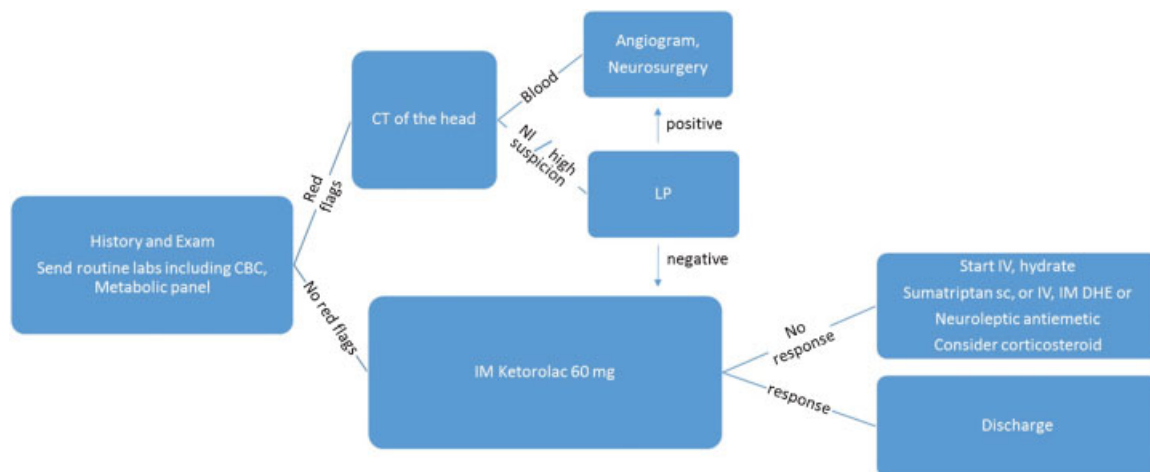 History and Exam
Send routine labs including CBC,
Metabolic panel
Red
flags
No red flags
CT of the head
Blood
Nl / high
suspicion
Angiogram,
Neurosurgery
positive
LP
negative
IM Ketorolac 60 mg
No
response
response
Start IV, hydrate
Sumatriptan sc, or IV, IM DHE or
Neuroleptic antiemetic
Consider corticosteroid
Discharge